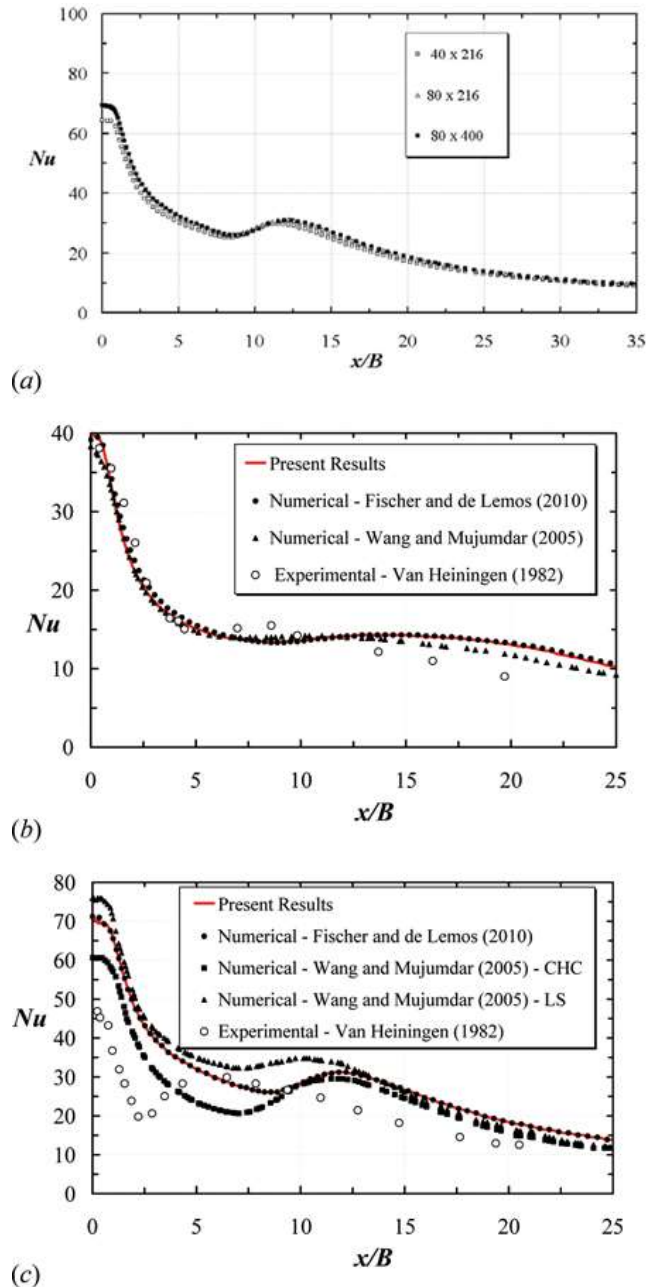 100
80
60
40
20
0
Nu
40 x 216
80 x 216
80 x 400
0 5 10 15 20 25 30 35
x/B
(a)
40
30
20
10
0
Nu
Present Results
Numerical - Fischer and de Lemos (2010)
Numerical - Wang and Mujumdar (2005)
Experimental - Van Heiningen (1982)
0 5 10 15 20 25
x/B
(b)
80
70
60
50
40
30
20
10
0
Nu
Present Results
Numerical - Fischer and de Lemos (2010)
Numerical - Wang and Mujumdar (2005) - CHC
Numerical - Wang and Mujumdar (2005) - LS
Experimental - Van Heiningen (1982)
0 5 10 15 20 25
x/B
(c)